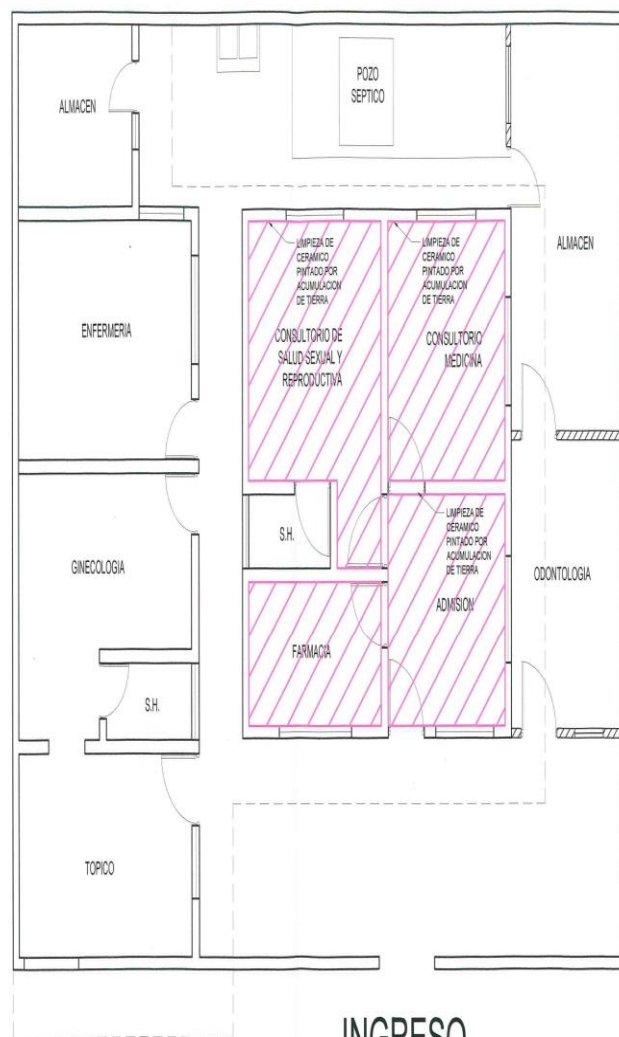 POZO
SEPTICO
ALMACEN
ALMACEN
LIMPIEZA DE
CERAMICO
PINTADO POR
ACUMULACION
DE TIERRA
LIMPIEZA DE
CERAMICO
PINTADO POR
ACUMULACION
DE TIERRA
ENFERMERIA
CONSULTORIO DE
SALUD SEXUAL Y
REPRODUCTIVA
CONSULTORIO
MEDICINA
S.H.
LIMPIEZA DE
CERAMICO
PINTADO POR
ACUMULACION
DE TIERRA
GINECOLOGIA
ODONTOLOGIA
ADMISION
FARMACIA
S.H.
TOPICO
INGRESO